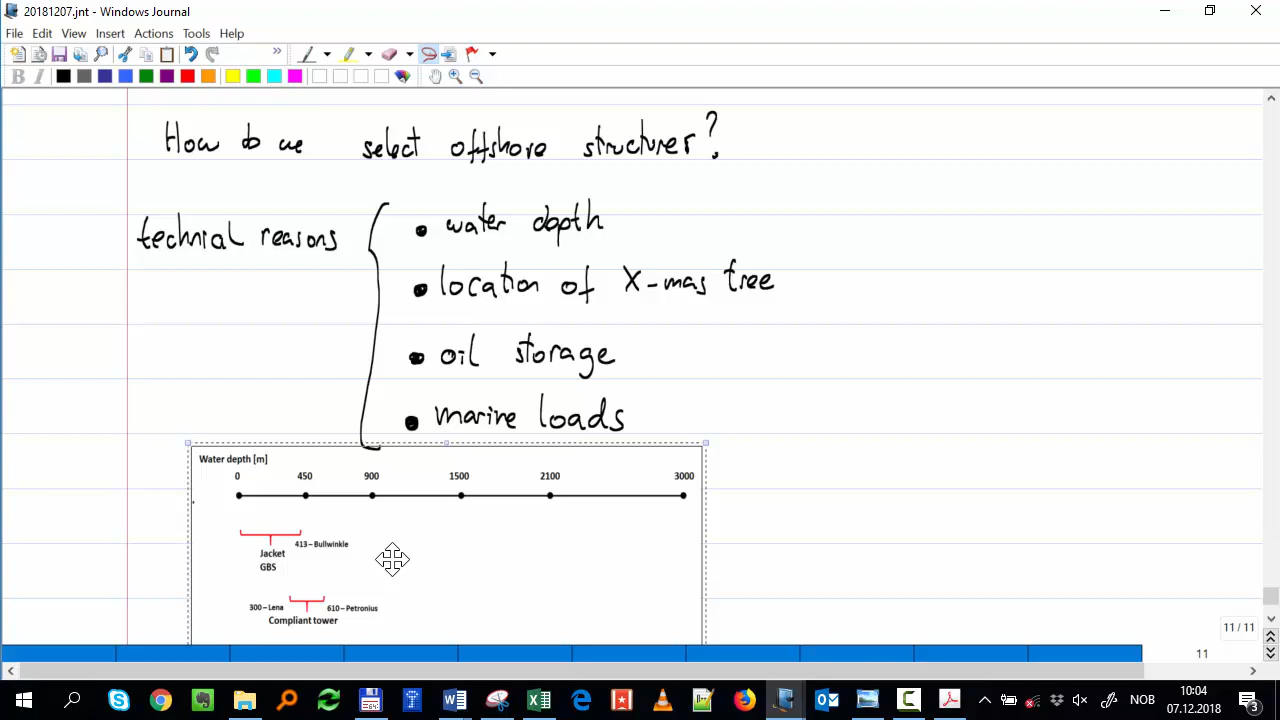 20181207.jnt - Windows Journal
File Edit View Insert Actions Tools Help
B I
How do we select offshore structures?
technial reasons
• water depth
• location of X-mas tree
• oil storage
• marine loads
Water depth [m]
0 450 900 1500 2100 3000
413 – Bullwinkle
Jacket
GBS
300 – Lena 610 – Petronius
Compliant tower
11 / 11
11
NOB
10:04
07.12.2018
3